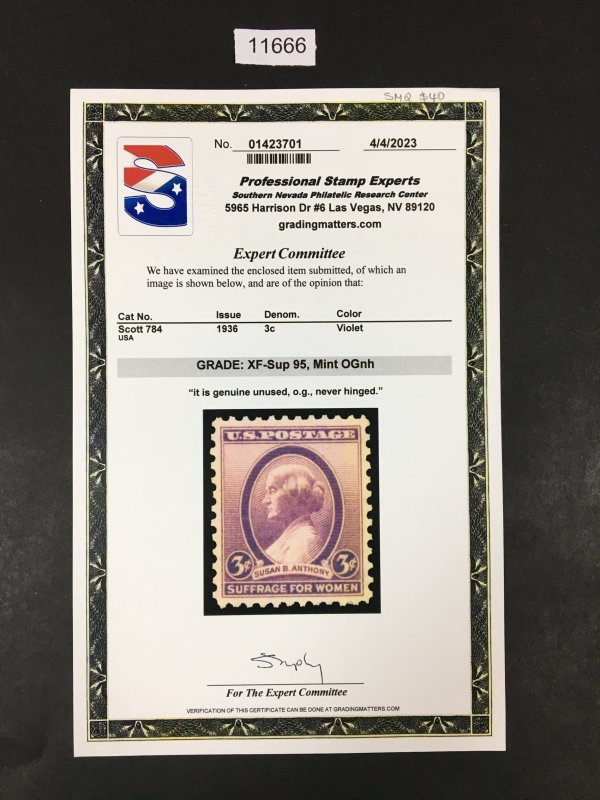 11666
SMQ $40
No. 01423701 4/4/2023
Professional Stamp Experts
Southern Nevada Philatelic Research Center
5965 Harrison Dr #6 Las Vegas, NV 89120
gradingmatters.com
Expert Committee
We have examined the enclosed item submitted, of which an
image is shown below, and are of the opinion that:
Cat No. Issue Denom. Color
Scott 784 1936 3c Violet
USA
GRADE: XF-Sup 95, Mint OGnh
“it is genuine unused, o.g., never hinged.”
U.S. POSTAGE
3¢ 3¢
SUSAN B. ANTHONY
SUFFRAGE FOR WOMEN
For The Expert Committee
VERIFICATION OF THIS CERTIFICATE CAN BE DONE AT GRADINGMATTERS.COM